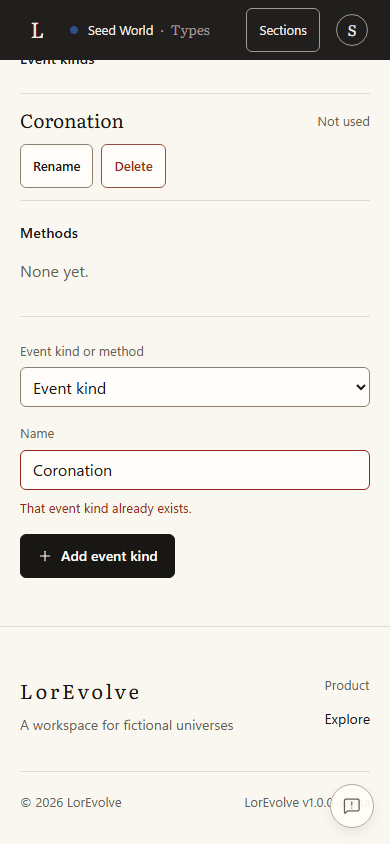 L
Seed World · Types
Sections
S
Event kinds
Coronation
Not used
Rename
Delete
Methods
None yet.
Event kind or method
Event kind
Name
Coronation
That event kind already exists.
Add event kind
LorEvolve
A workspace for fictional universes
Product
Explore
© 2026 LorEvolve
LorEvolve v1.0.0